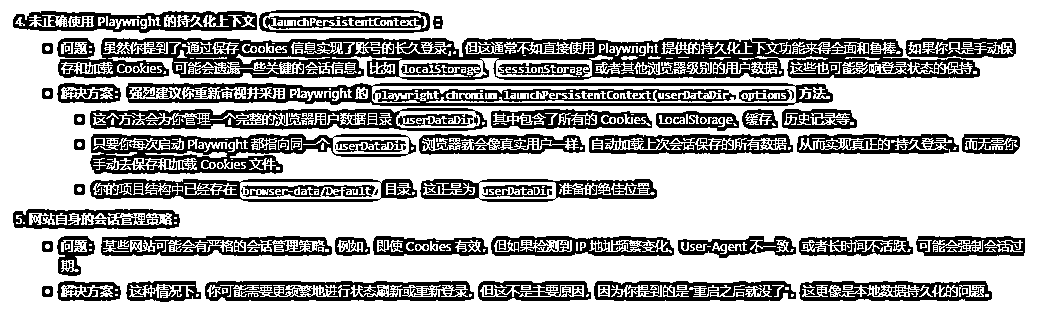 4. 未正确使用 Playwright 的持久化上下文 (launchPersistentContext)：
问题： 虽然你提到了"通过保存 Cookies 信息实现了账号的长久登录"，但这通常不如直接使用 Playwright 提供的持久化上下文功能来得全面和鲁棒。如果你只是手动保
存和加载 Cookies，可能会遗漏一些关键的会话信息，比如 localStorage、sessionStorage 或者其他浏览器级别的用户数据，这些也可能影响登录状态的保持。
解决方案： 强烈建议你重新审视并采用 Playwright 的 playwright.chromium.launchPersistentContext(userDataDir, options) 方法。
这个方法会为你管理一个完整的浏览器用户数据目录 (userDataDir)，其中包含了所有的 Cookies、LocalStorage、缓存、历史记录等。
只要你每次启动 Playwright 都指向同一个 userDataDir，浏览器就会像真实用户一样，自动加载上次会话保存的所有数据，从而实现真正的"持久登录"，而无需你
手动去保存和加载 Cookies 文件。
你的项目结构中已经存在 browser-data/Default/ 目录，这正是为 userDataDir 准备的绝佳位置。
5. 网站自身的会话管理策略：
问题： 某些网站可能会有严格的会话管理策略。例如，即使 Cookies 有效，但如果检测到 IP 地址频繁变化、User-Agent 不一致，或者长时间不活跃，可能会强制会话过
期。
解决方案： 这种情况下，你可能需要更频繁地进行状态刷新或重新登录。但这不是主要原因，因为你提到的是"重启之后就没了"，这更像是本地数据持久化的问题。